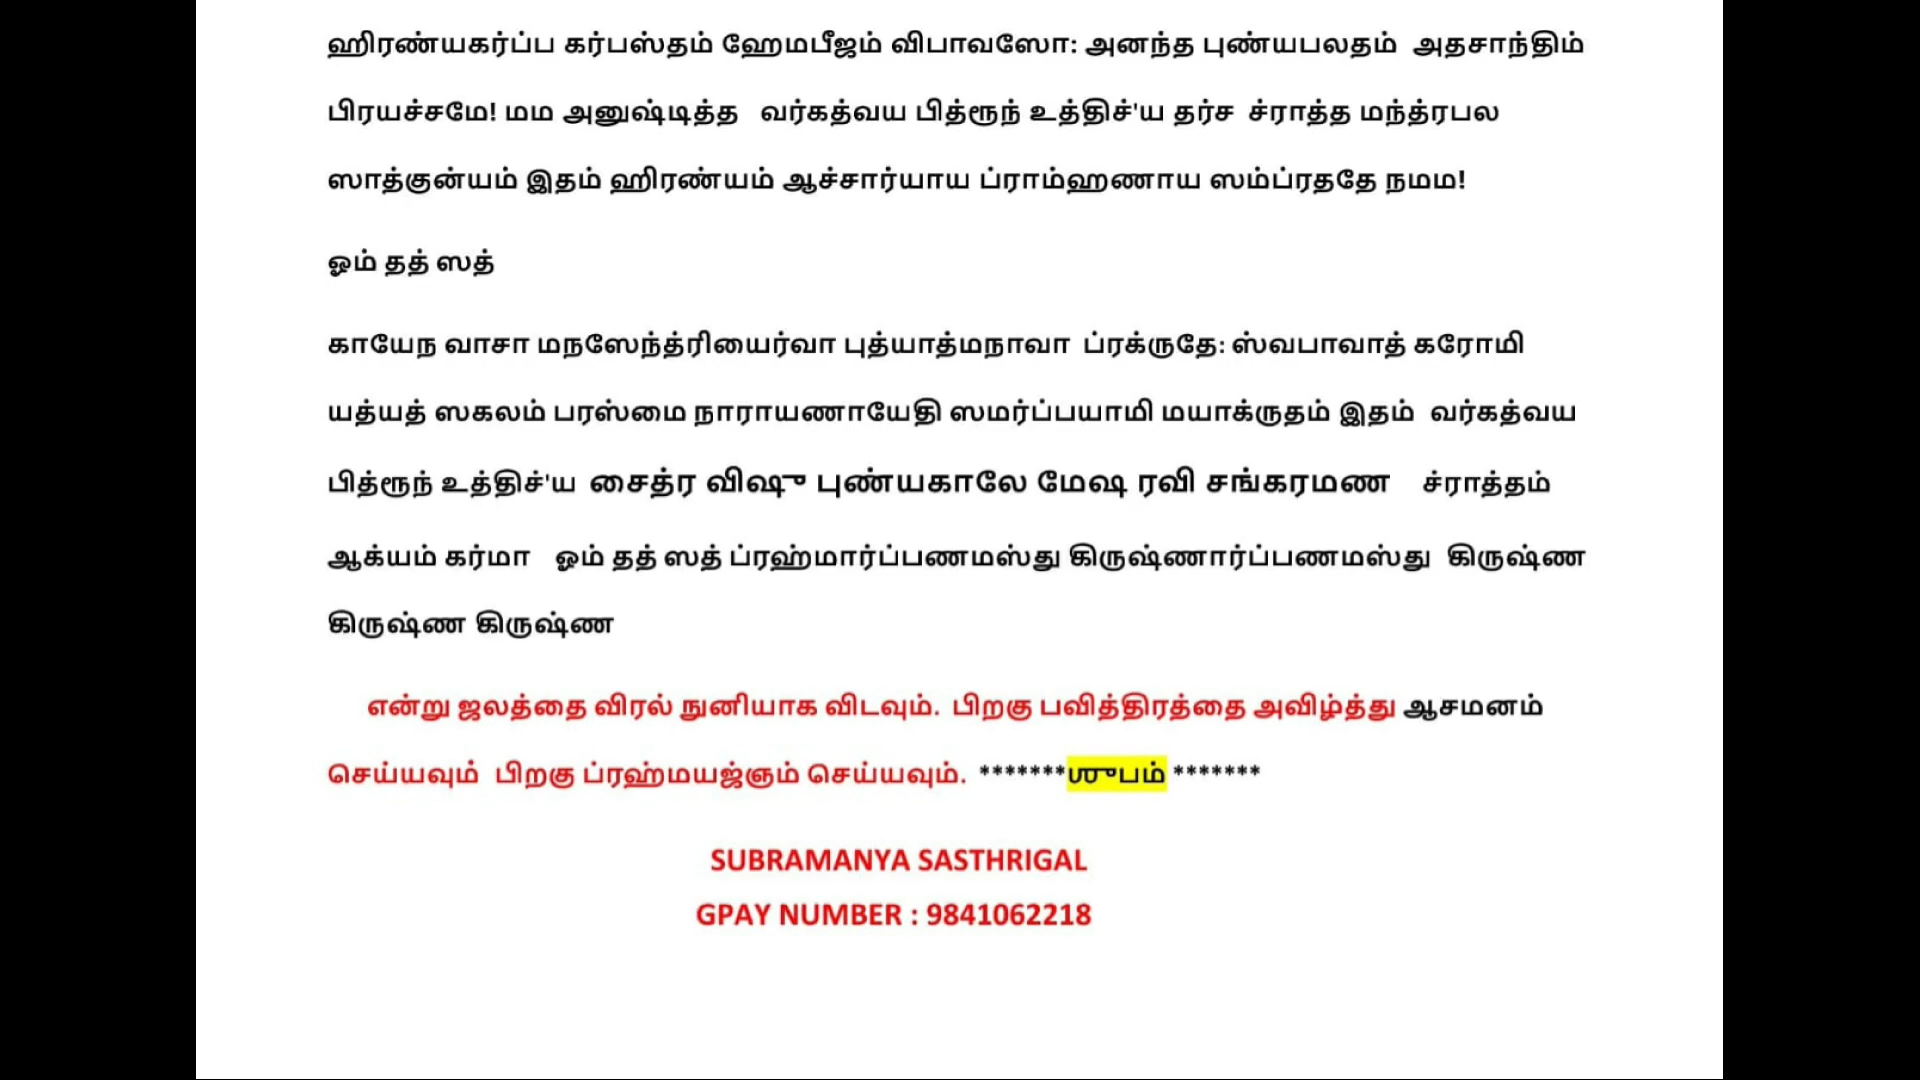 ஹிரண்யகர்ப்ப கர்பஸ்தம் ஹேமபீஜம் விபாவஸோ: அனந்த புண்யபலதம் அதசாந்திம்
பிரயச்சமே! மம அனுஷ்டித்த வர்கத்வய பித்ரூந் உத்திச்'ய தர்ச ச்ராத்த மந்த்ரபல
ஸாத்குன்யம் இதம் ஹிரண்யம் ஆச்சார்யாய ப்ராம்ஹணாய ஸம்ப்ரததே நமம!
ஓம் தத் ஸத்
காயேந வாசா மநஸேந்த்ரியைர்வா புத்யாத்மநாவா ப்ரக்ருதே: ஸ்வபாவாத் கரோமி
யத்யத் ஸகலம் பரஸ்மை நாராயணாயேதி ஸமர்ப்பயாமி மயாக்ருதம் இதம் வர்கத்வய
பித்ரூந் உத்திச்'ய சைத்ர விஷு புண்யகாலே மேஷ ரவி சங்கரமண ச்ராத்தம்
ஆக்யம் கர்மா ஓம் தத் ஸத் ப்ரஹ்மார்ப்பணமஸ்து கிருஷ்ணார்ப்பணமஸ்து கிருஷ்ண
கிருஷ்ண கிருஷ்ண
என்று ஜலத்தை விரல் நுனியாக விடவும். பிறகு பவித்திரத்தை அவிழ்த்து ஆசமனம்
செய்யவும் பிறகு ப்ரஹ்மயஜ்ஞம் செய்யவும். *******ஶுபம் *******
SUBRAMANYA SASTHRIGAL
GPAY NUMBER : 9841062218